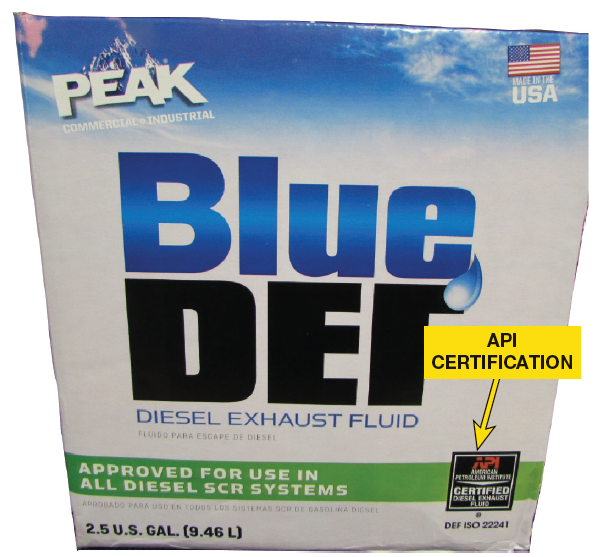 PEAK
COMMERCIAL & INDUSTRIAL
MADE IN THE
USA
Blue
DEF
API
CERTIFICATION
DIESEL EXHAUST FLUID
FLUIDO PARA ESCAPE DE DIESEL
APPROVED FOR USE IN
ALL DIESEL SCR SYSTEMS
APROBADO PARA USO EN TODOS LOS SISTEMAS SCR DE GASOLINA DIESEL
2.5 U.S. GAL. (9.46 L)
API
AMERICAN
PETROLEUM INSTITUTE
CERTIFIED
DIESEL EXHAUST
FLUID
®
DEF ISO 22241